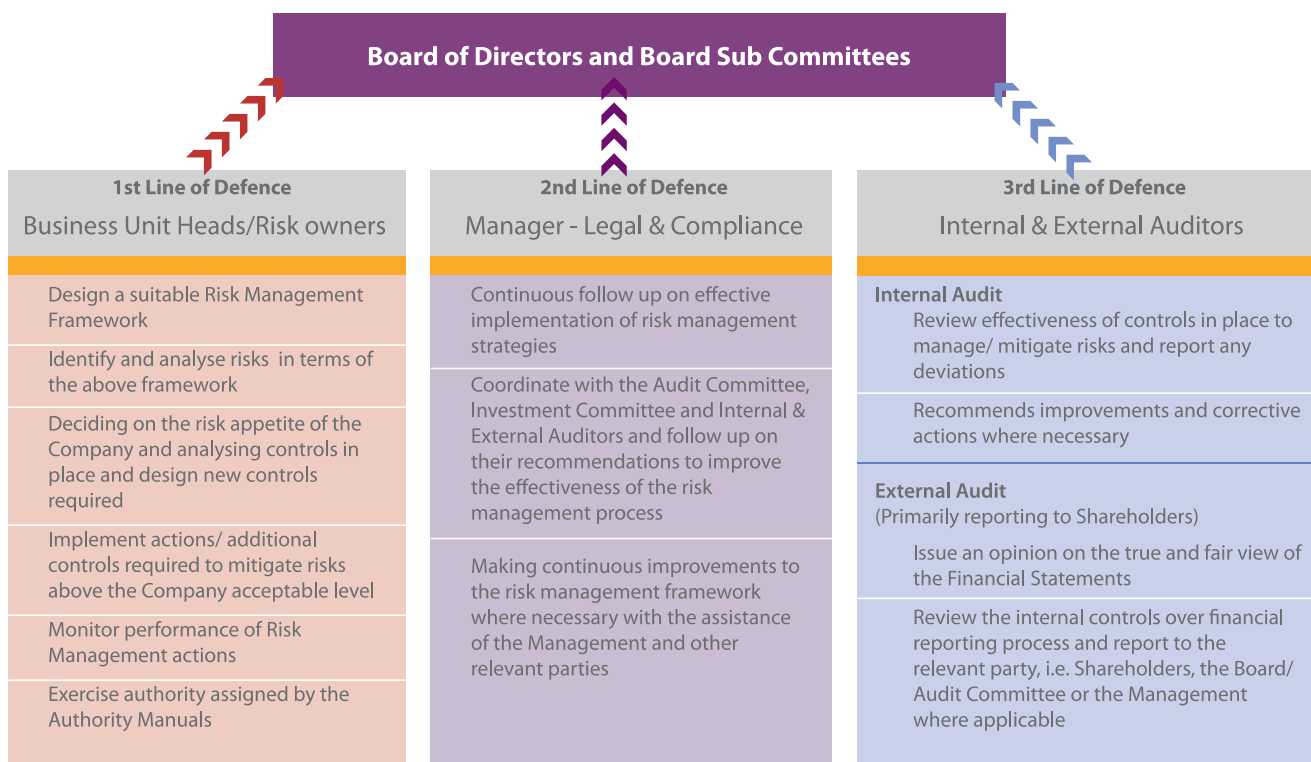 Board of Directors and Board Sub Committees
1st Line of Defence
Business Unit Heads/Risk owners
Design a suitable Risk Management
Framework
Identify and analyse risks in terms of
the above framework
Deciding on the risk appetite of the
Company and analysing controls in
place and design new controls
required
Implement actions/ additional
controls required to mitigate risks
above the Company acceptable level
Monitor performance of Risk
Management actions
Exercise authority assigned by the
Authority Manuals
2nd Line of Defence
Manager - Legal & Compliance
Continuous follow up on effective
implementation of risk management
strategies
Coordinate with the Audit Committee,
Investment Committee and Internal &
External Auditors and follow up on
their recommendations to improve
the effectiveness of the risk
management process
Making continuous improvements to
the risk management framework
where necessary with the assistance
of the Management and other
relevant parties
3rd Line of Defence
Internal & External Auditors
Internal Audit
Review effectiveness of controls in place to
manage/ mitigate risks and report any
deviations
Recommends improvements and corrective
actions where necessary
External Audit
(Primarily reporting to Shareholders)
Issue an opinion on the true and fair view of
the Financial Statements
Review the internal controls over financial
reporting process and report to the
relevant party, i.e. Shareholders, the Board/
Audit Committee or the Management
where applicable